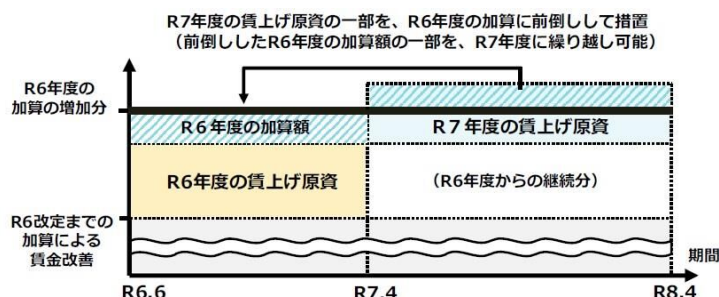 R7年度の賃上げ原資の一部を、R6年度の加算に前倒しして措置
（前倒ししたR6年度の加算額の一部を、R7年度に繰り越し可能）
R6年度の
加算の増加分
R６年度の加算額
R７年度の賃上げ原資
R6年度の賃上げ原資
（R6年度からの継続分）
R6改定までの
加算による
賃金改善
期間
R6.6
R7.4
R8.4